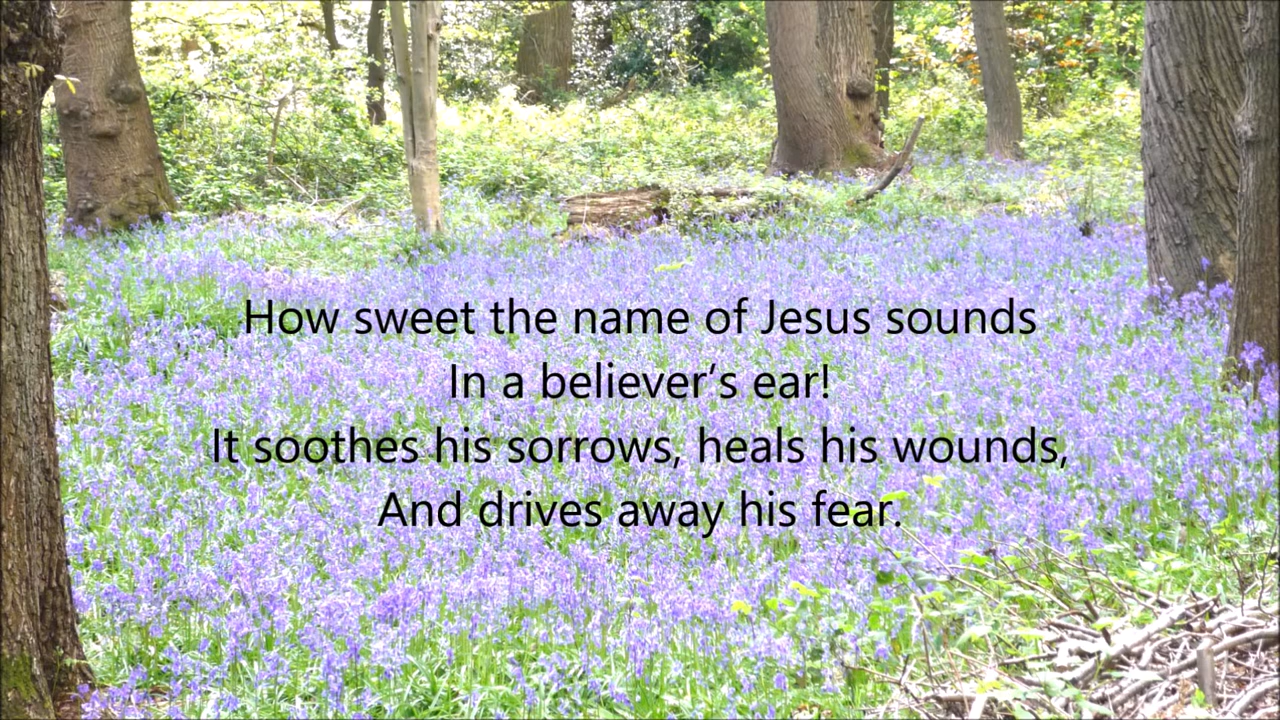 How sweet the name of Jesus sounds
In a believer’s ear!
It soothes his sorrows, heals his wounds,
And drives away his fear.